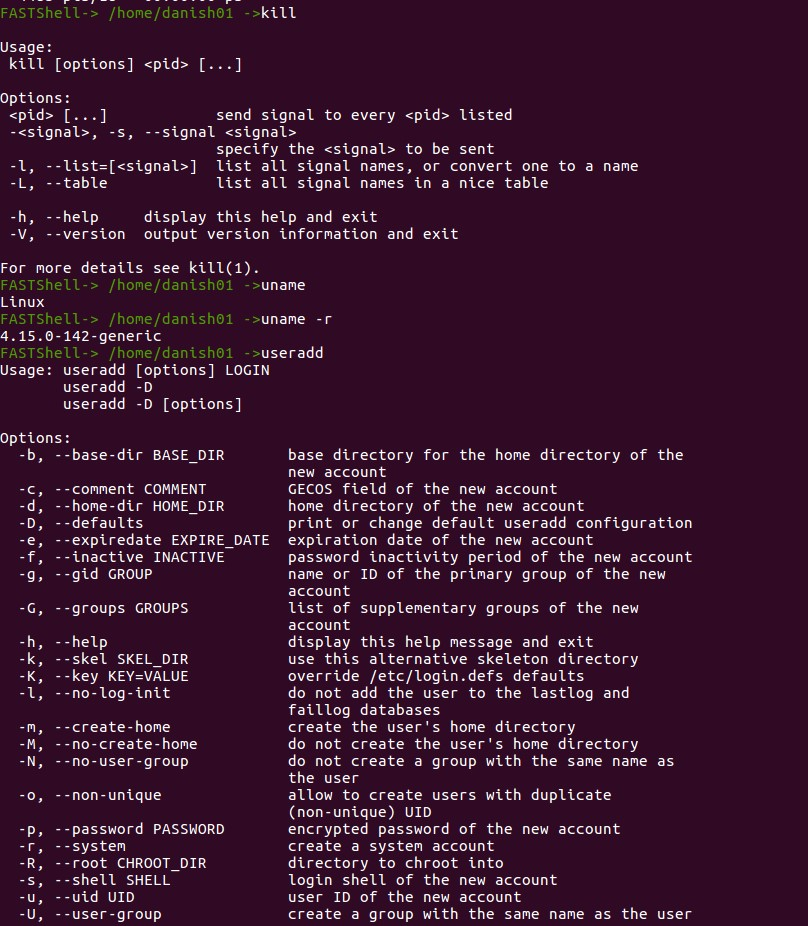 FASTShell-> /home/danish01 ->kill
Usage:
 kill [options] <pid> [...]
Options:
 <pid> [...]            send signal to every <pid> listed
 -<signal>, -s, --signal <signal>
                        specify the <signal> to be sent
 -l, --list=[<signal>]  list all signal names, or convert one to a name
 -L, --table            list all signal names in a nice table
 -h, --help     display this help and exit
 -V, --version  output version information and exit
For more details see kill(1).
FASTShell-> /home/danish01 ->uname
Linux
FASTShell-> /home/danish01 ->uname -r
4.15.0-142-generic
FASTShell-> /home/danish01 ->useradd
Usage: useradd [options] LOGIN
       useradd -D
       useradd -D [options]
Options:
  -b, --base-dir BASE_DIR       base directory for the home directory of the
                                new account
  -c, --comment COMMENT         GECOS field of the new account
  -d, --home-dir HOME_DIR       home directory of the new account
  -D, --defaults                print or change default useradd configuration
  -e, --expiredate EXPIRE_DATE  expiration date of the new account
  -f, --inactive INACTIVE       password inactivity period of the new account
  -g, --gid GROUP               name or ID of the primary group of the new
                                account
  -G, --groups GROUPS           list of supplementary groups of the new
                                account
  -h, --help                    display this help message and exit
  -k, --skel SKEL_DIR           use this alternative skeleton directory
  -K, --key KEY=VALUE           override /etc/login.defs defaults
  -l, --no-log-init             do not add the user to the lastlog and
                                faillog databases
  -m, --create-home             create the user's home directory
  -M, --no-create-home          do not create the user's home directory
  -N, --no-user-group           do not create a group with the same name as
                                the user
  -o, --non-unique              allow to create users with duplicate
                                (non-unique) UID
  -p, --password PASSWORD       encrypted password of the new account
  -r, --system                  create a system account
  -R, --root CHROOT_DIR         directory to chroot into
  -s, --shell SHELL             login shell of the new account
  -u, --uid UID                 user ID of the new account
  -U, --user-group              create a group with the same name as the user